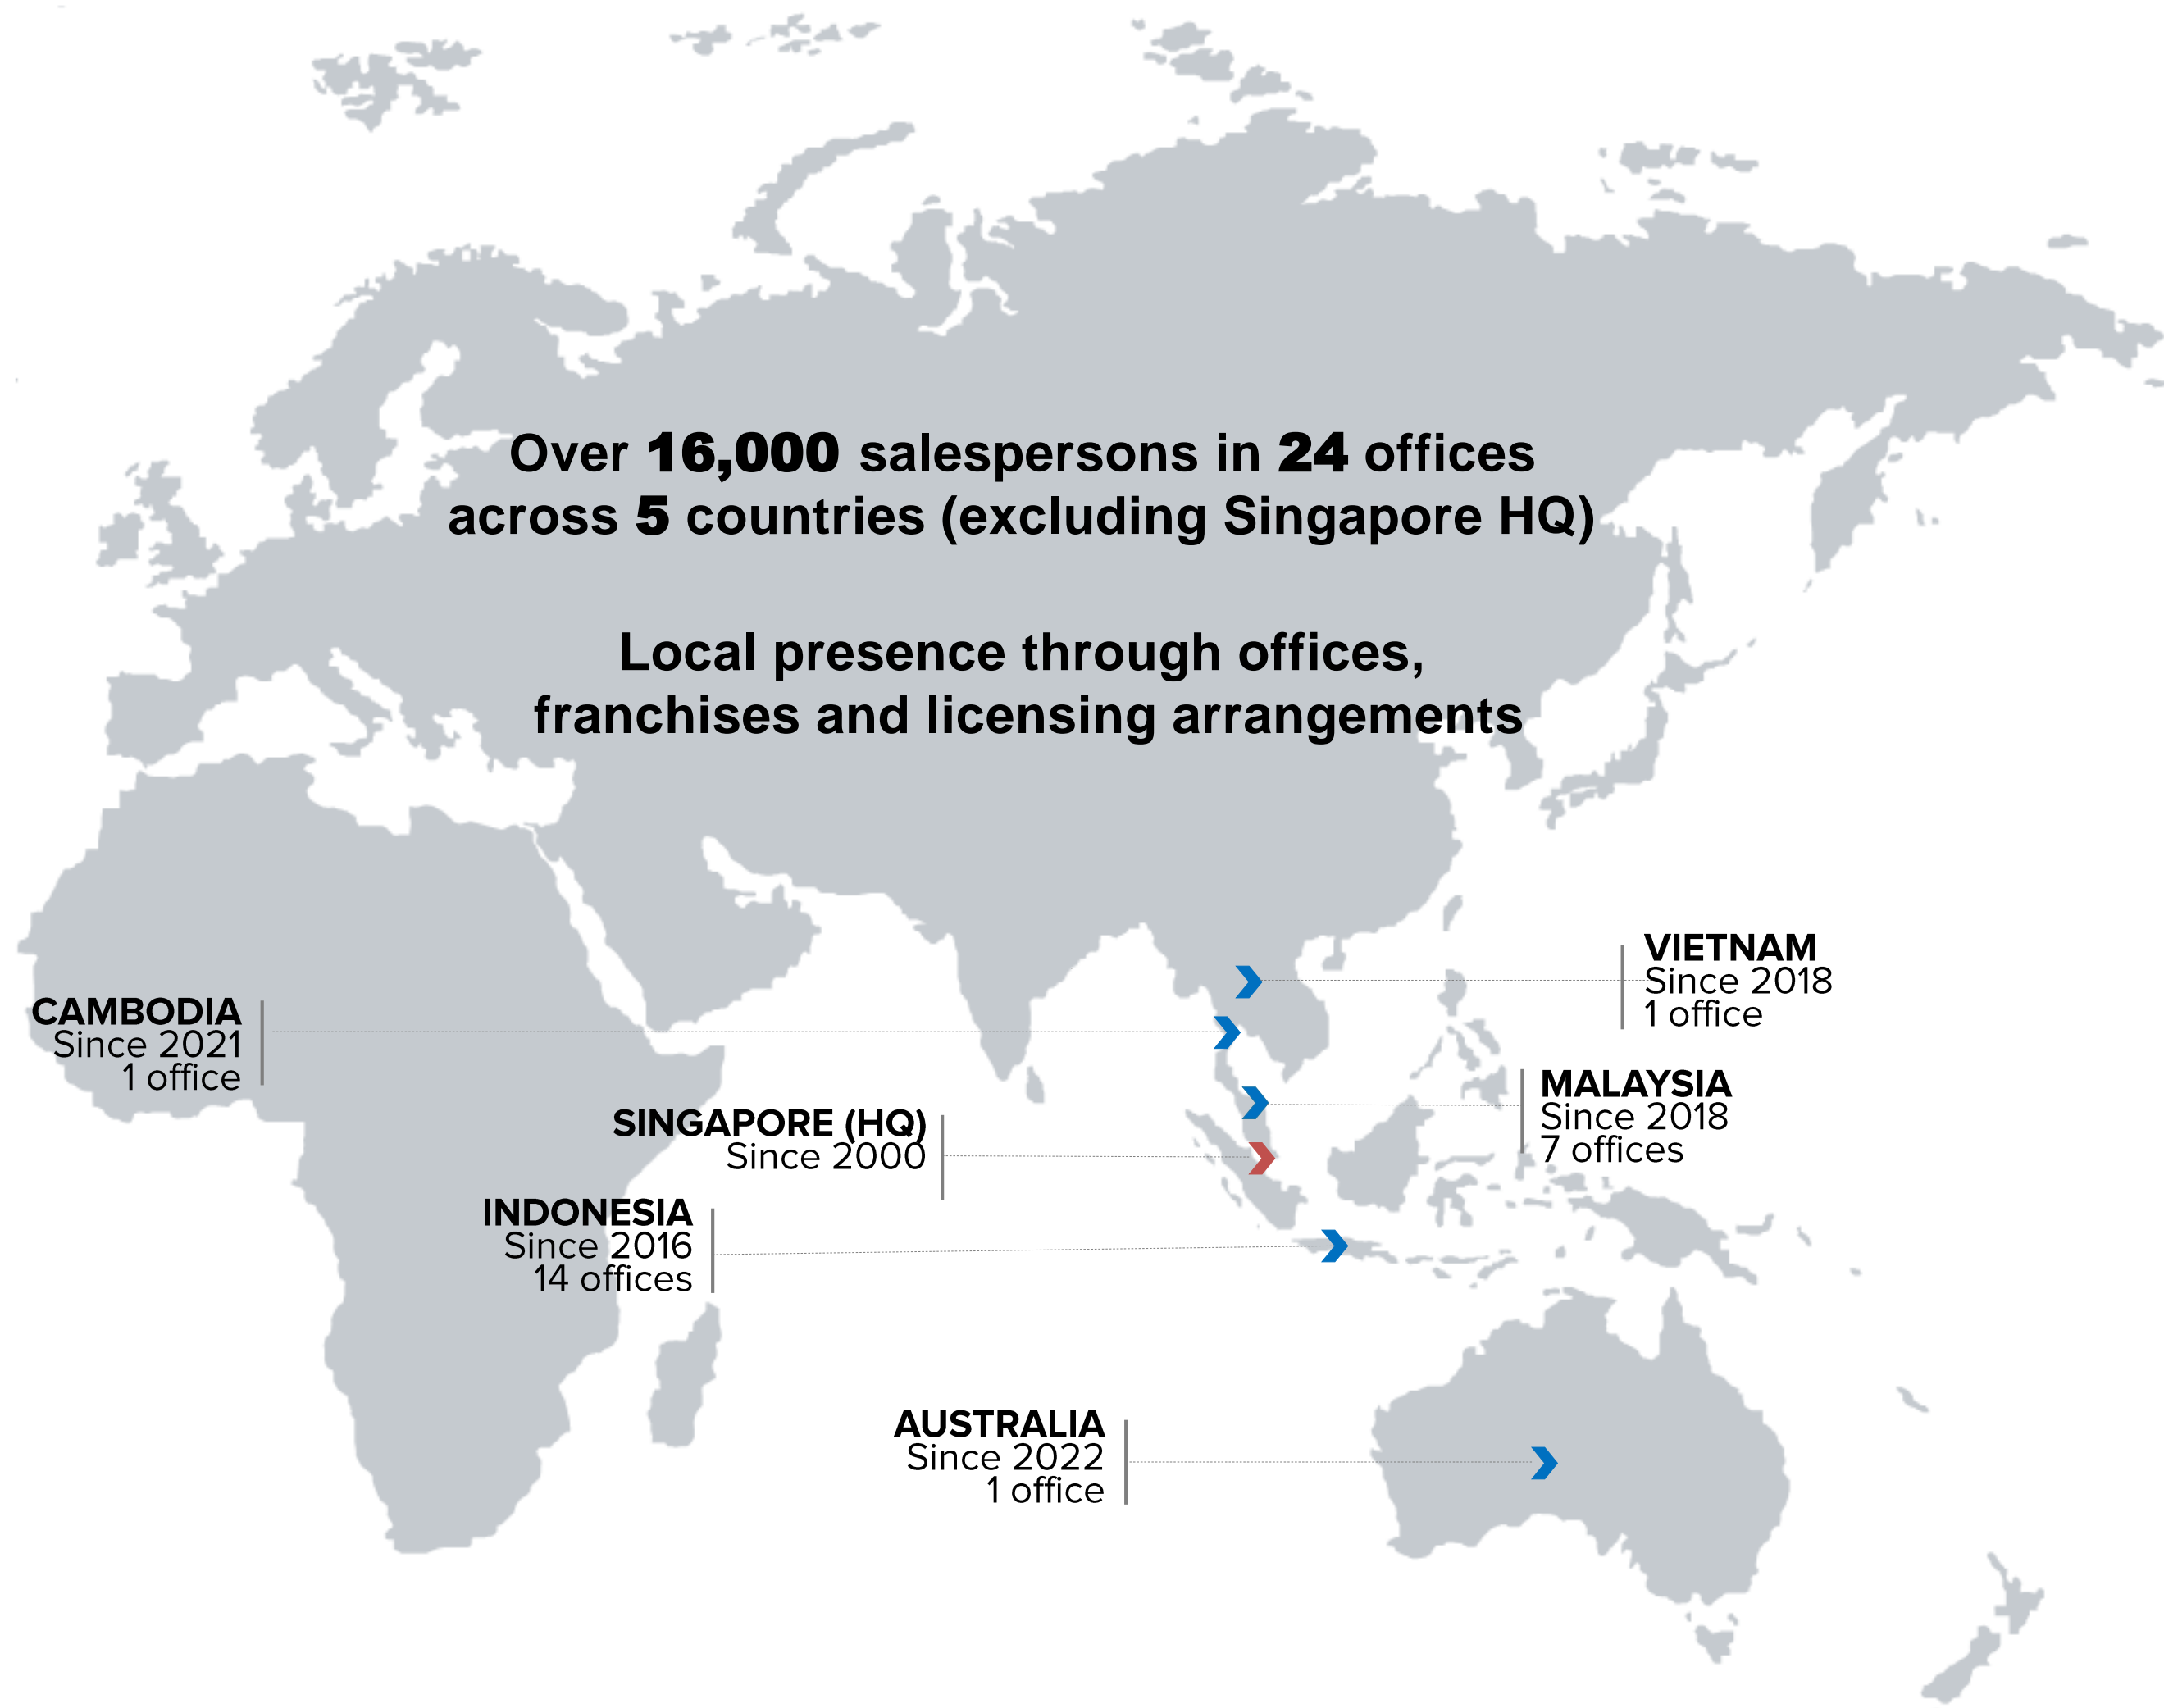 Over 16,000 salespersons in 24 offices
across 5 countries (excluding Singapore HQ)
Local presence through offices,
franchises and licensing arrangements
VIETNAM
Since 2018
1 office
CAMBODIA
Since 2021
1 office
MALAYSIA
Since 2018
7 offices
SINGAPORE (HQ)
Since 2000
INDONESIA
Since 2016
14 offices
AUSTRALIA
Since 2022
1 office